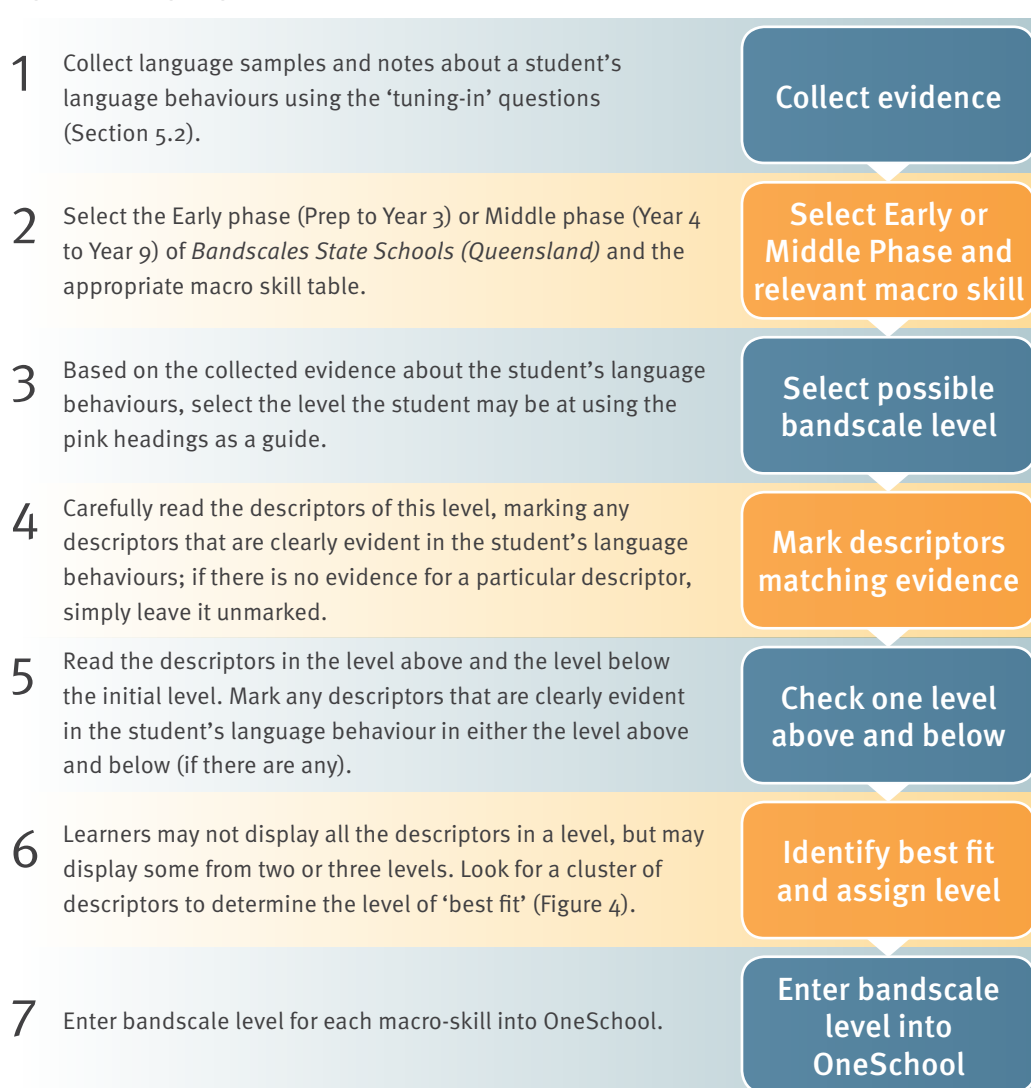 1
Collect language samples and notes about a student’s
language behaviours using the ‘tuning-in’ questions
(Section 5.2).
Collect evidence
2
Select the Early phase (Prep to Year 3) or Middle phase (Year 4
to Year 9) of Bandscales State Schools (Queensland) and the
appropriate macro skill table.
Select Early or
Middle Phase and
relevant macro skill
3
Based on the collected evidence about the student’s language
behaviours, select the level the student may be at using the
pink headings as a guide.
Select possible
bandscale level
4
Carefully read the descriptors of this level, marking any
descriptors that are clearly evident in the student’s language
behaviours; if there is no evidence for a particular descriptor,
simply leave it unmarked.
Mark descriptors
matching evidence
5
Read the descriptors in the level above and the level below
the initial level. Mark any descriptors that are clearly evident
in the student’s language behaviour in either the level above
and below (if there are any).
Check one level
above and below
6
Learners may not display all the descriptors in a level, but may
display some from two or three levels. Look for a cluster of
descriptors to determine the level of ‘best fit’ (Figure 4).
Identify best fit
and assign level
7
Enter bandscale level for each macro-skill into OneSchool.
Enter bandscale
level into
OneSchool